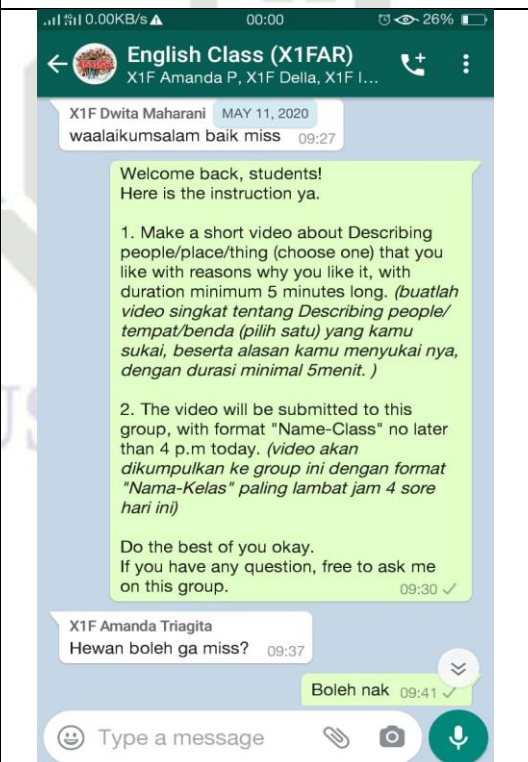 0.00KB/s 00:00 26%
English Class (X1FAR)
X1F Amanda P, X1F Della, X1F I...
X1F Dwita Maharani MAY 11, 2020
waalaikumsalam baik miss 09:27
Welcome back, students!
Here is the instruction ya.
1. Make a short video about Describing
people/place/thing (choose one) that you
like with reasons why you like it, with
duration minimum 5 minutes long. (buatlah
video singkat tentang Describing people/
tempat/benda (pilih satu) yang kamu
sukai, beserta alasan kamu menyukai nya,
dengan durasi minimal 5menit. )
2. The video will be submitted to this
group, with format "Name-Class" no later
than 4 p.m today. (video akan
dikumpulkan ke group ini dengan format
"Nama-Kelas" paling lambat jam 4 sore
hari ini)
Do the best of you okay.
If you have any question, free to ask me
on this group. 09:30
X1F Amanda Triagita
Hewan boleh ga miss? 09:37
Boleh nak 09:41
Type a message